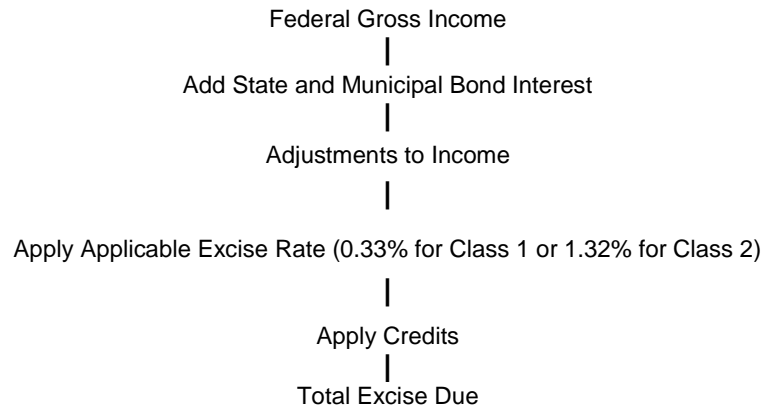 Federal Gross Income
Add State and Municipal Bond Interest
Adjustments to Income
Apply Applicable Excise Rate (0.33% for Class 1 or 1.32% for Class 2)
Apply Credits
Total Excise Due